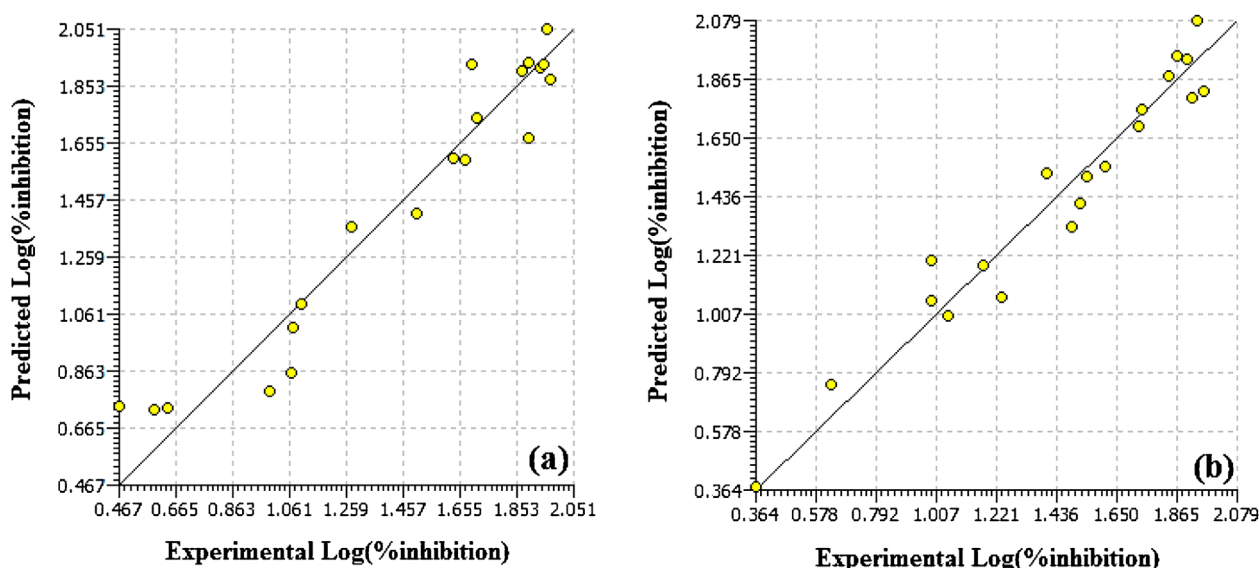 Predicted Log(%inhibition)
2.051
1.853
1.655
1.457
1.259
1.061
0.863
0.665
0.467
(a)
0.467 0.665 0.863 1.061 1.259 1.457 1.655 1.853 2.051
Experimental Log(%inhibition)
Predicted Log(%inhibition)
2.079
1.865
1.650
1.436
1.221
1.007
0.792
0.578
0.364
(b)
0.364 0.578 0.792 1.007 1.221 1.436 1.650 1.865 2.079
Experimental Log(%inhibition)